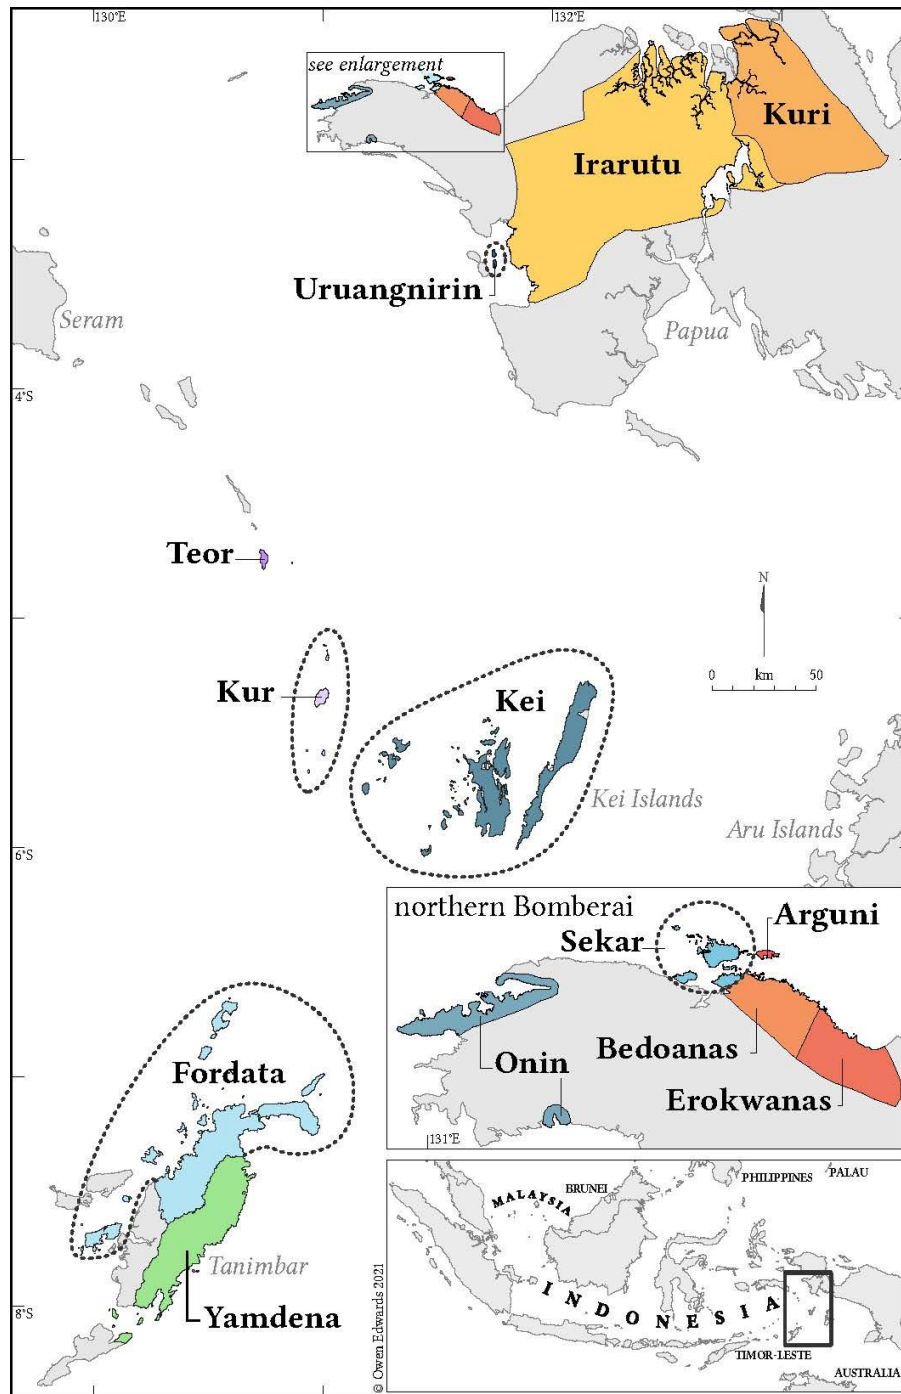 130°E
132°E
see enlargement
Kuri
Irarutu
Uruangnirin
Seram
Papua
4°S
Teor
N
0 km 50
Kur
Kei
Kei Islands
Aru Islands
6°S
northern Bomberai
Arguni
Sekar
Fordata
Onin
Bedoanas
Erokwanas
131°E
MALAYSIA
BRUNEI
PHILIPPINES
PALAU
INDONESIA
TIMOR-LESTE
AUSTRALIA
Tanimbar
Yamdena
8°S
© Owen Edwards 2021